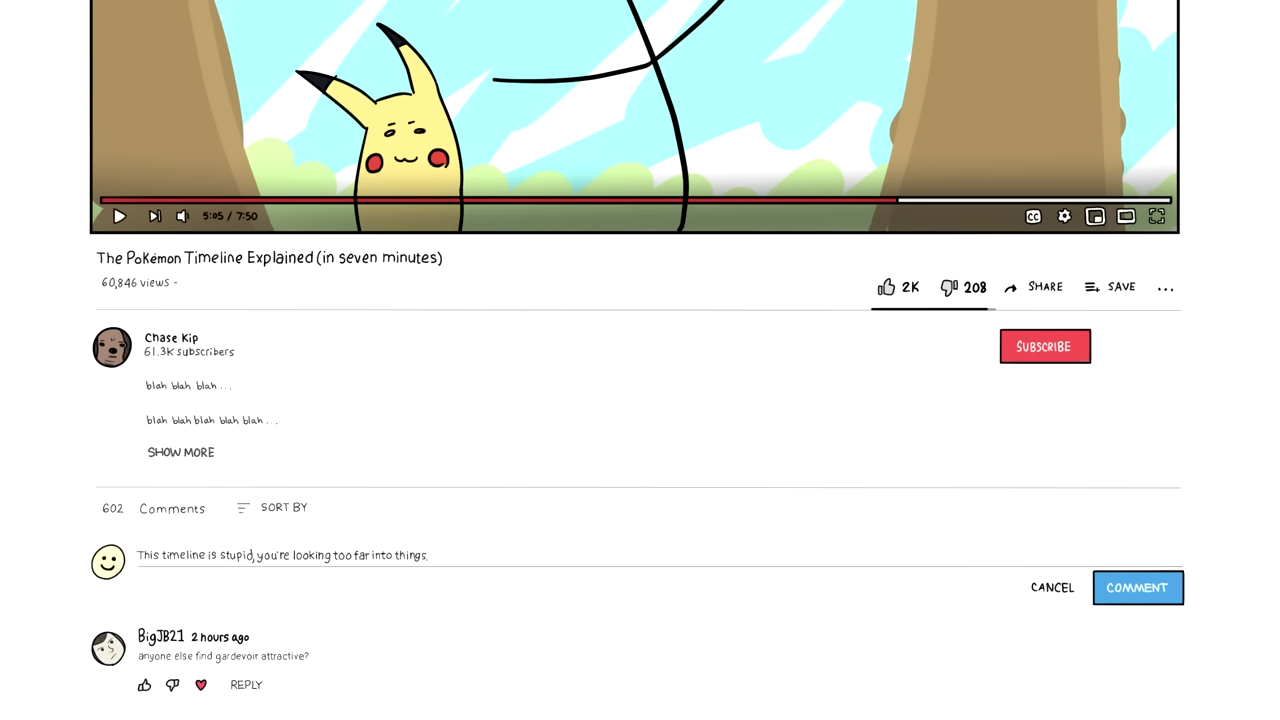 5:05 / 7:50
CC
The Pokémon Timeline Explained (in seven minutes)
60,846 views -
2K
208
SHARE
SAVE
...
Chase Kip
61.3K subscribers
SUBSCRIBE
blah blah blah ...
blah blah blah blah blah ...
SHOW MORE
602 Comments
SORT BY
This timeline is stupid, you're looking too far into things.
CANCEL
COMMENT
BigJB21 2 hours ago
anyone else find gardevoir attractive?
REPLY